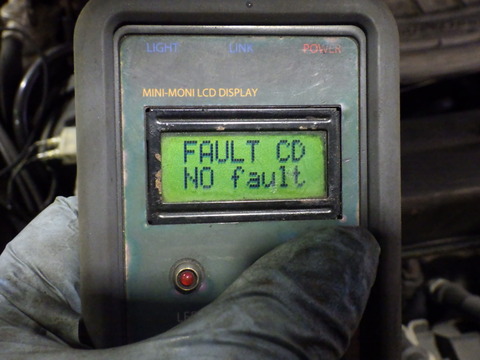 LIGHT LINK POWER
MINI-MONI LCD DISPLAY
FAULT CD
NO fault